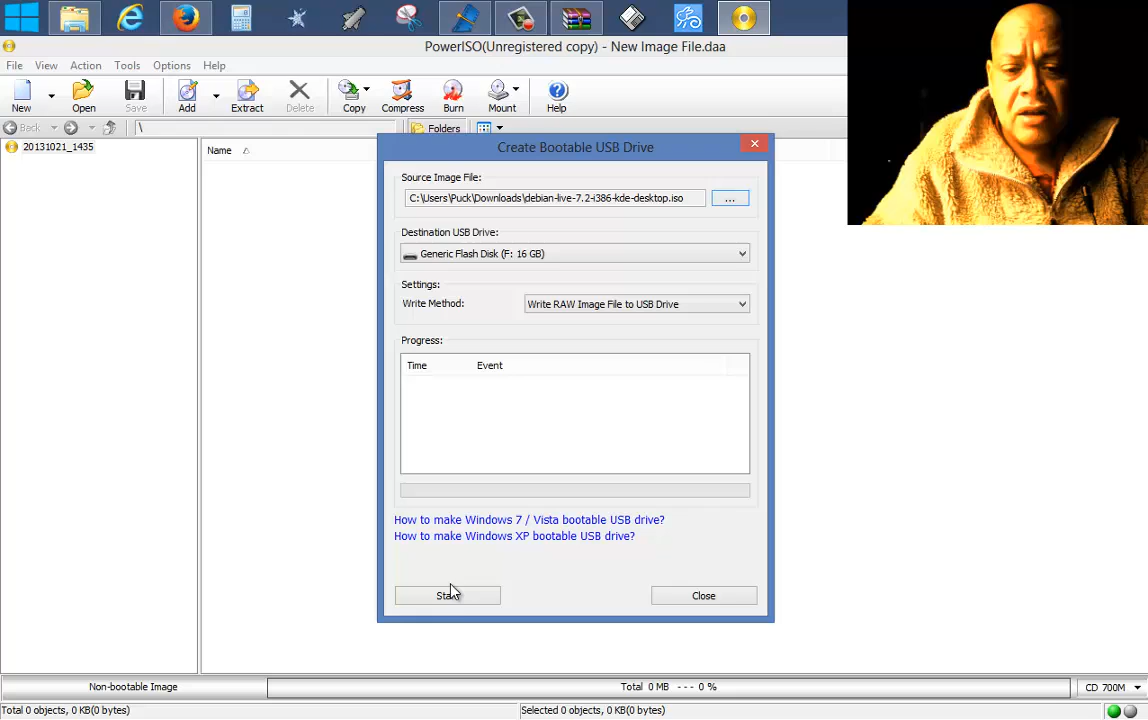 PowerISO(Unregistered copy) - New Image File.daa
File View Action Tools Options Help
New Open Save Add Extract Delete Copy Compress Burn Mount Help
Back \ Folders
20131021_1435
Name
Create Bootable USB Drive
Source Image File:
C:\Users\Puck\Downloads\debian-live-7.2-i386-kde-desktop.iso ...
Destination USB Drive:
Generic Flash Disk (F: 16 GB)
Settings:
Write Method: Write RAW Image File to USB Drive
Progress:
Time Event
How to make Windows 7 / Vista bootable USB drive?
How to make Windows XP bootable USB drive?
Close
Non-bootable Image Total 0 MB --- 0 % CD 700M
Total 0 objects, 0 KB(0 bytes) Selected 0 objects, 0 KB(0 bytes)